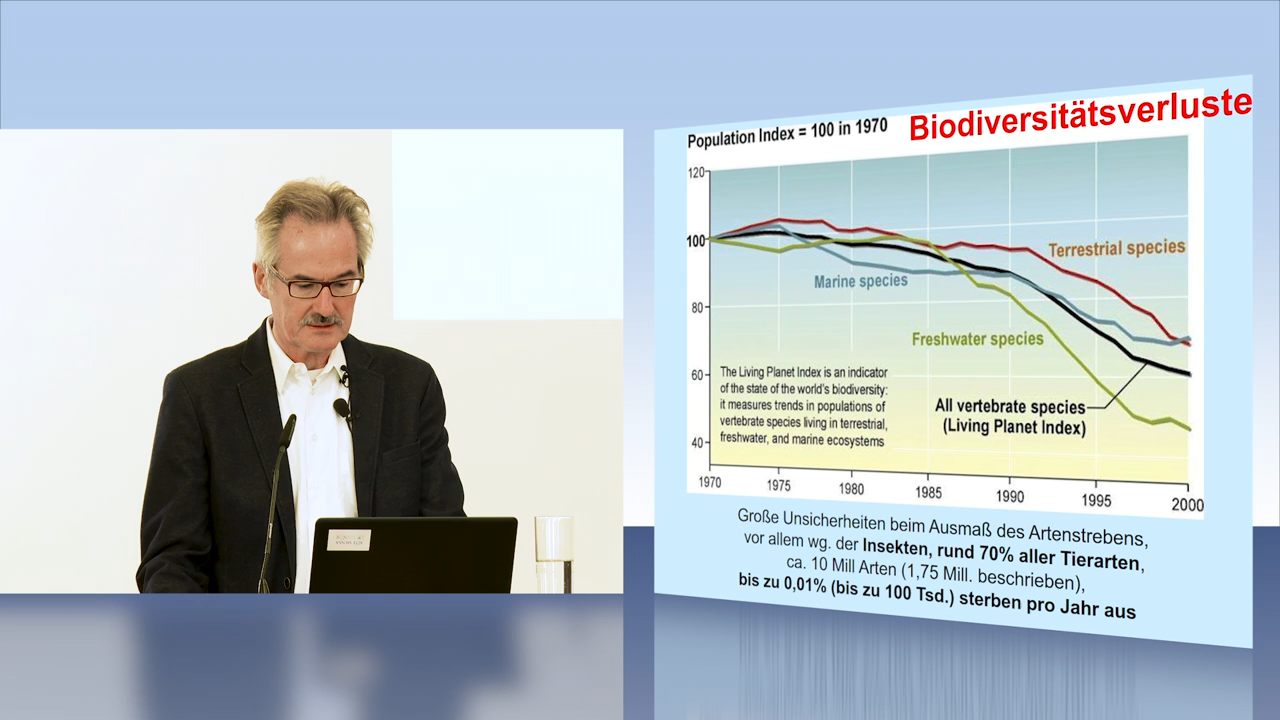 Biodiversitätsverluste
Population Index = 100 in 1970
120
100
80
60
40
Terrestrial species
Marine species
Freshwater species
The Living Planet Index is an indicator
of the state of the world's biodiversity:
it measures trends in populations of
vertebrate species living in terrestrial,
freshwater, and marine ecosystems
All vertebrate species
(Living Planet Index)
1970 1975 1980 1985 1990 1995 2000
Große Unsicherheiten beim Ausmaß des Artenstrebens,
vor allem wg. der Insekten, rund 70% aller Tierarten,
ca. 10 Mill Arten (1,75 Mill. beschrieben),
bis zu 0,01% (bis zu 100 Tsd.) sterben pro Jahr aus